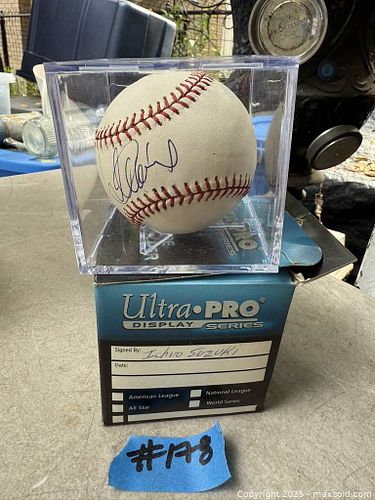 Ultra•PRO®
DISPLAY SERIES
Signed By: Ichiro SUZUKI
Date:
American League
National League
All Star
World Series
#178
Copyright © 2025 - maxsold.com